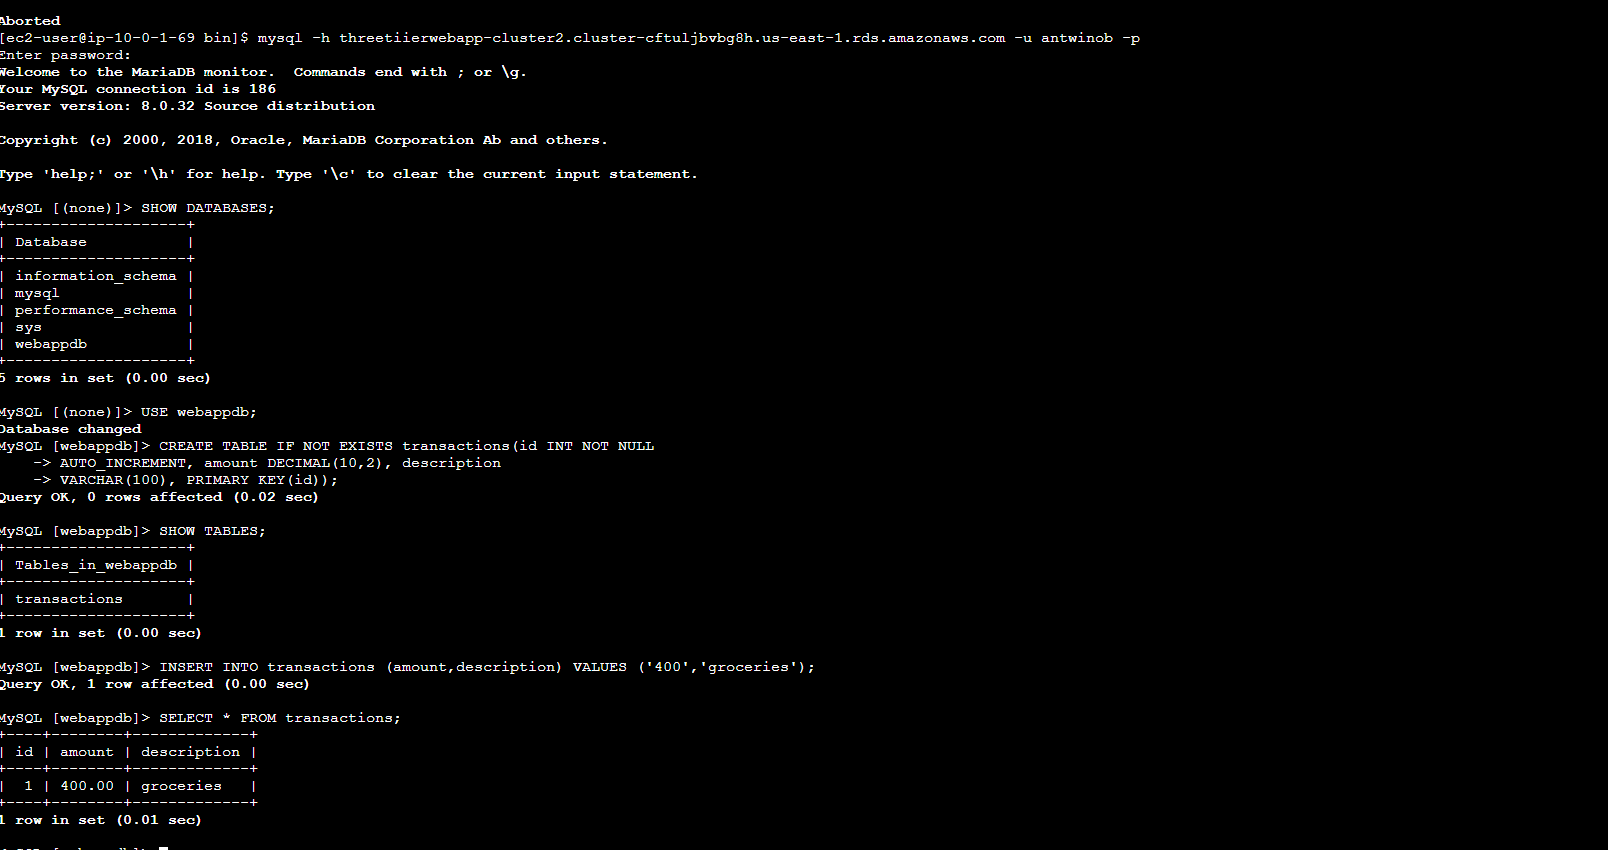 Aborted
[ec2-user@ip-10-0-1-69 bin]$ mysql -h threetiierwebapp-cluster2.cluster-cftuljbvbg8h.us-east-1.rds.amazonaws.com -u antwinob -p
Enter password:
Welcome to the MariaDB monitor.  Commands end with ; or \g.
Your MySQL connection id is 186
Server version: 8.0.32 Source distribution
Copyright (c) 2000, 2018, Oracle, MariaDB Corporation Ab and others.
Type 'help;' or '\h' for help. Type '\c' to clear the current input statement.
MySQL [(none)]> SHOW DATABASES;
+--------------------+
| Database           |
+--------------------+
| information_schema |
| mysql              |
| performance_schema |
| sys                |
| webappdb           |
+--------------------+
5 rows in set (0.00 sec)
MySQL [(none)]> USE webappdb;
Database changed
MySQL [webappdb]> CREATE TABLE IF NOT EXISTS transactions(id INT NOT NULL
    -> AUTO_INCREMENT, amount DECIMAL(10,2), description
    -> VARCHAR(100), PRIMARY KEY(id));
Query OK, 0 rows affected (0.02 sec)
MySQL [webappdb]> SHOW TABLES;
+--------------------+
| Tables_in_webappdb |
+--------------------+
| transactions       |
+--------------------+
1 row in set (0.00 sec)
MySQL [webappdb]> INSERT INTO transactions (amount,description) VALUES ('400','groceries');
Query OK, 1 row affected (0.00 sec)
MySQL [webappdb]> SELECT * FROM transactions;
+----+--------+-------------+
| id | amount | description |
+----+--------+-------------+
|  1 | 400.00 | groceries   |
+----+--------+-------------+
1 row in set (0.01 sec)